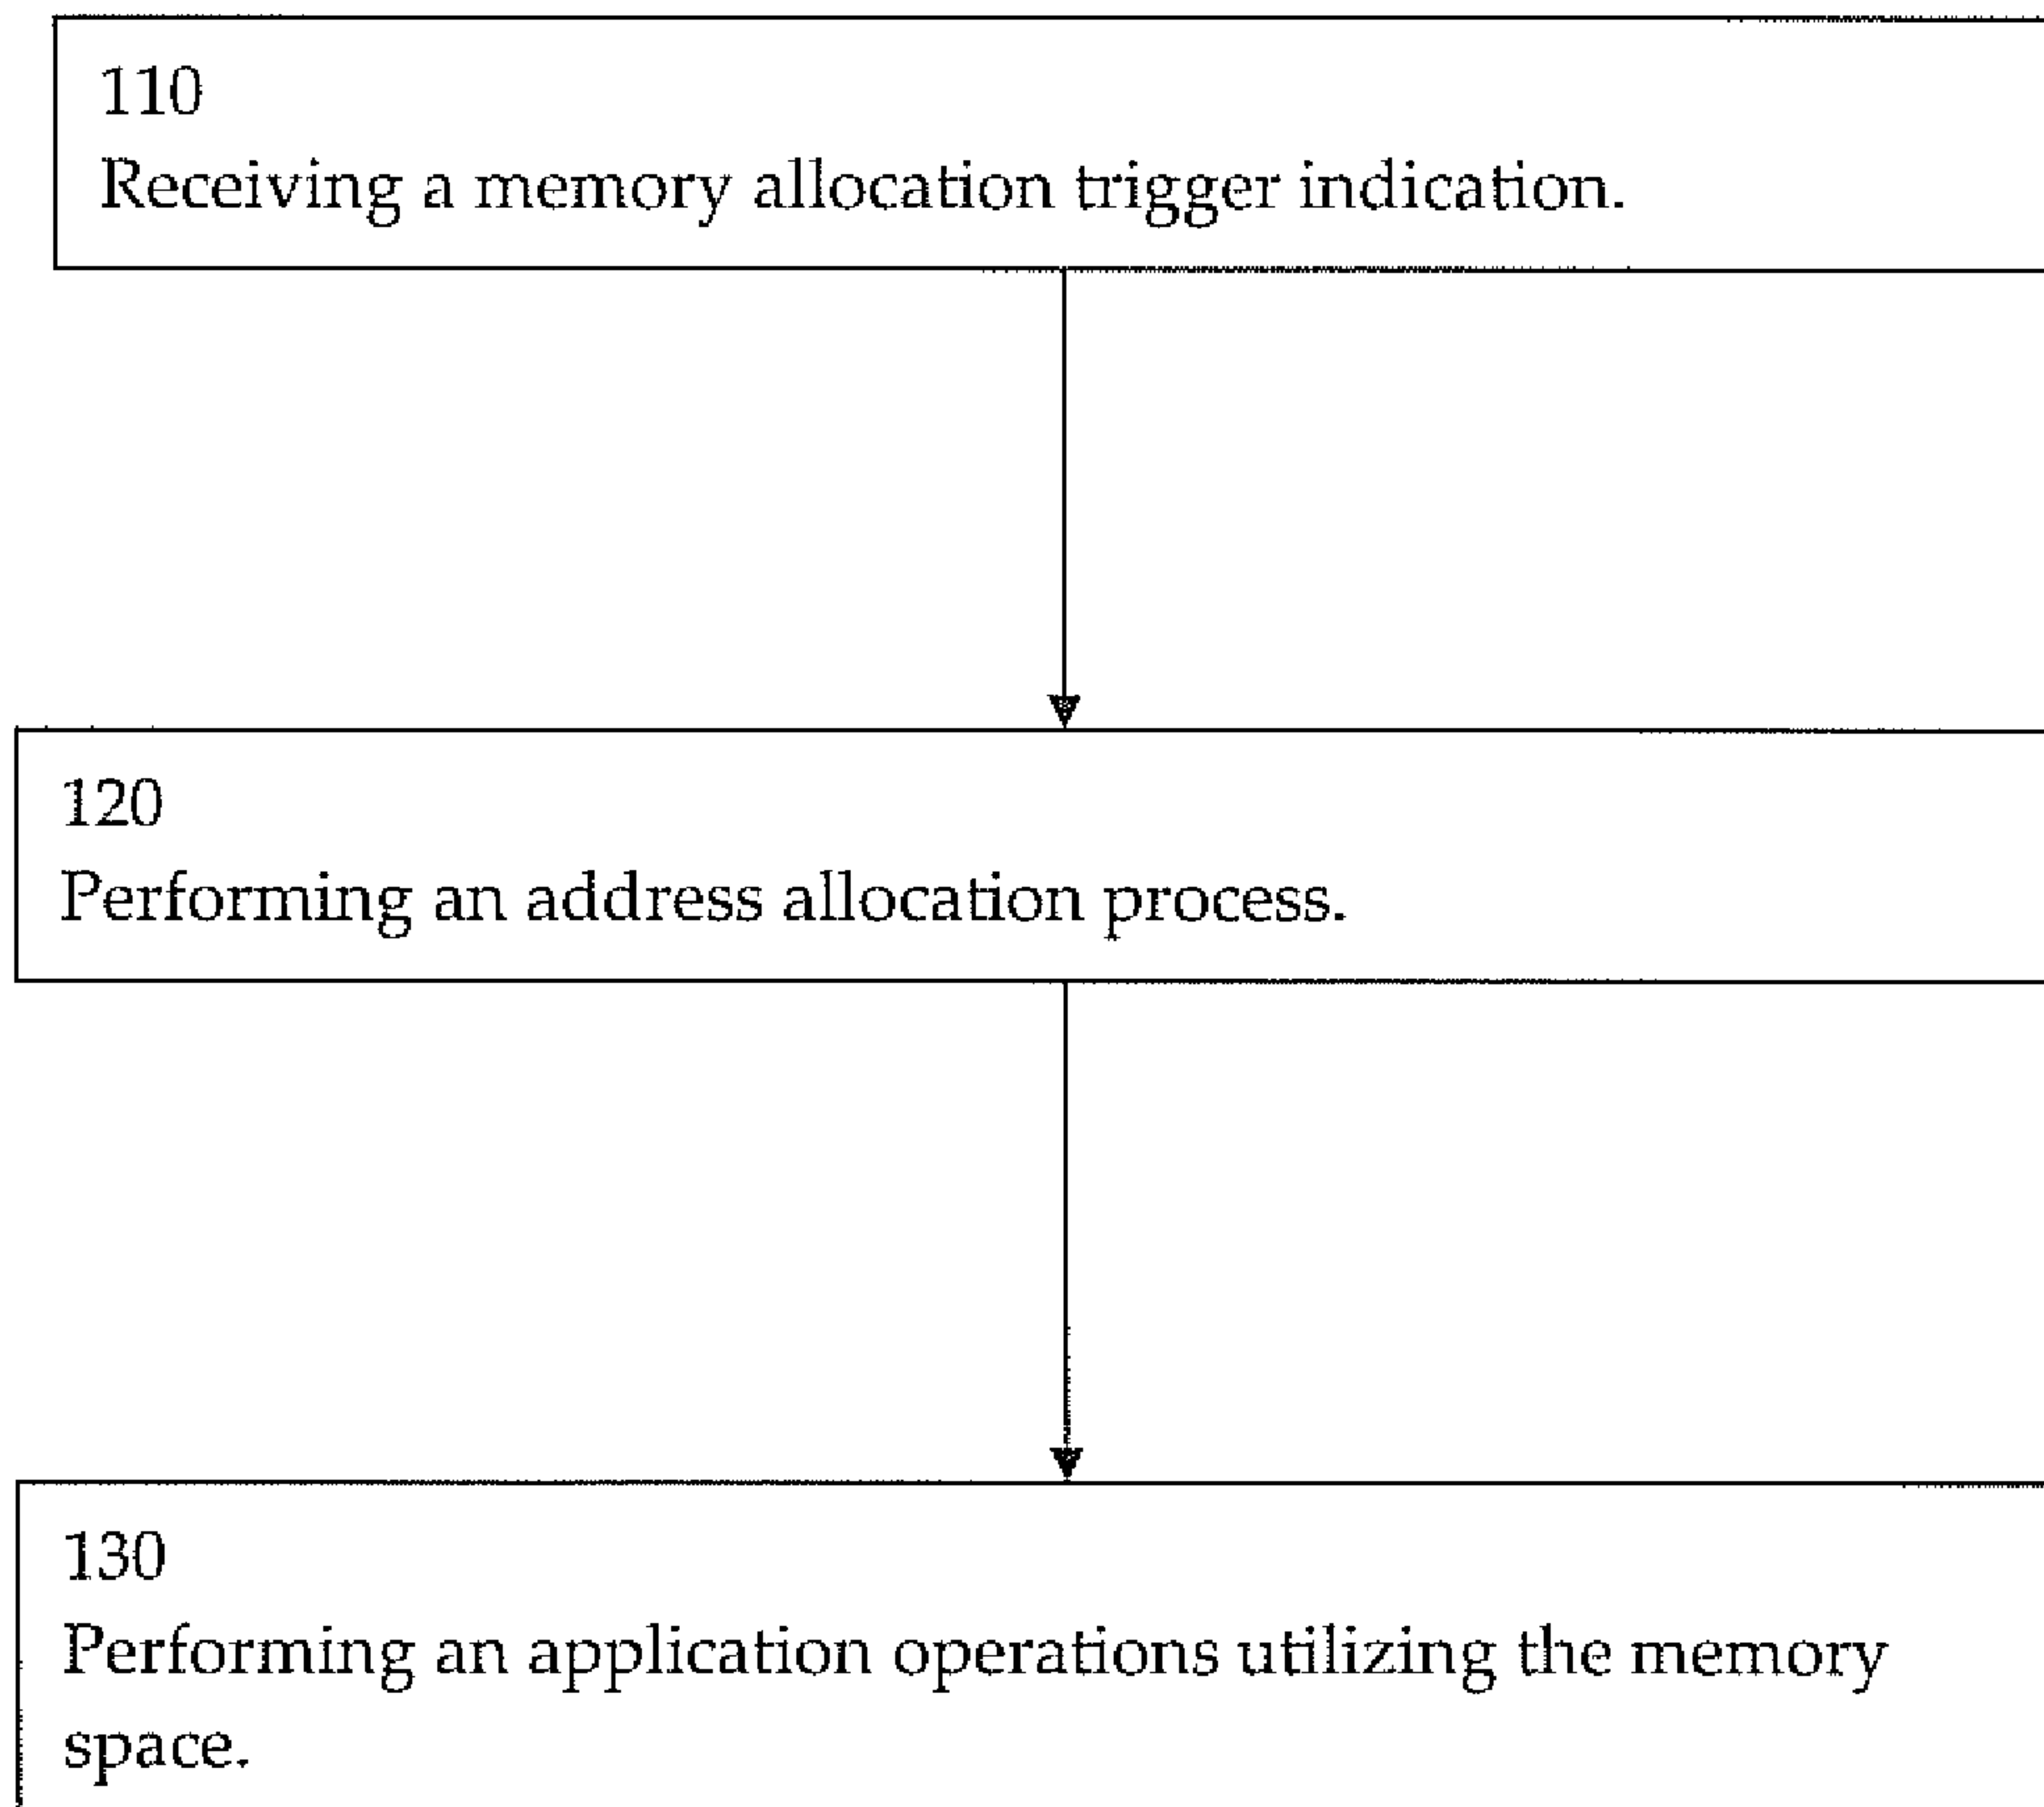 110
Receiving a memory allocation trigger indication.
120
Performing an address allocation process.
130
Performing an application operations utilizing the memory
space.